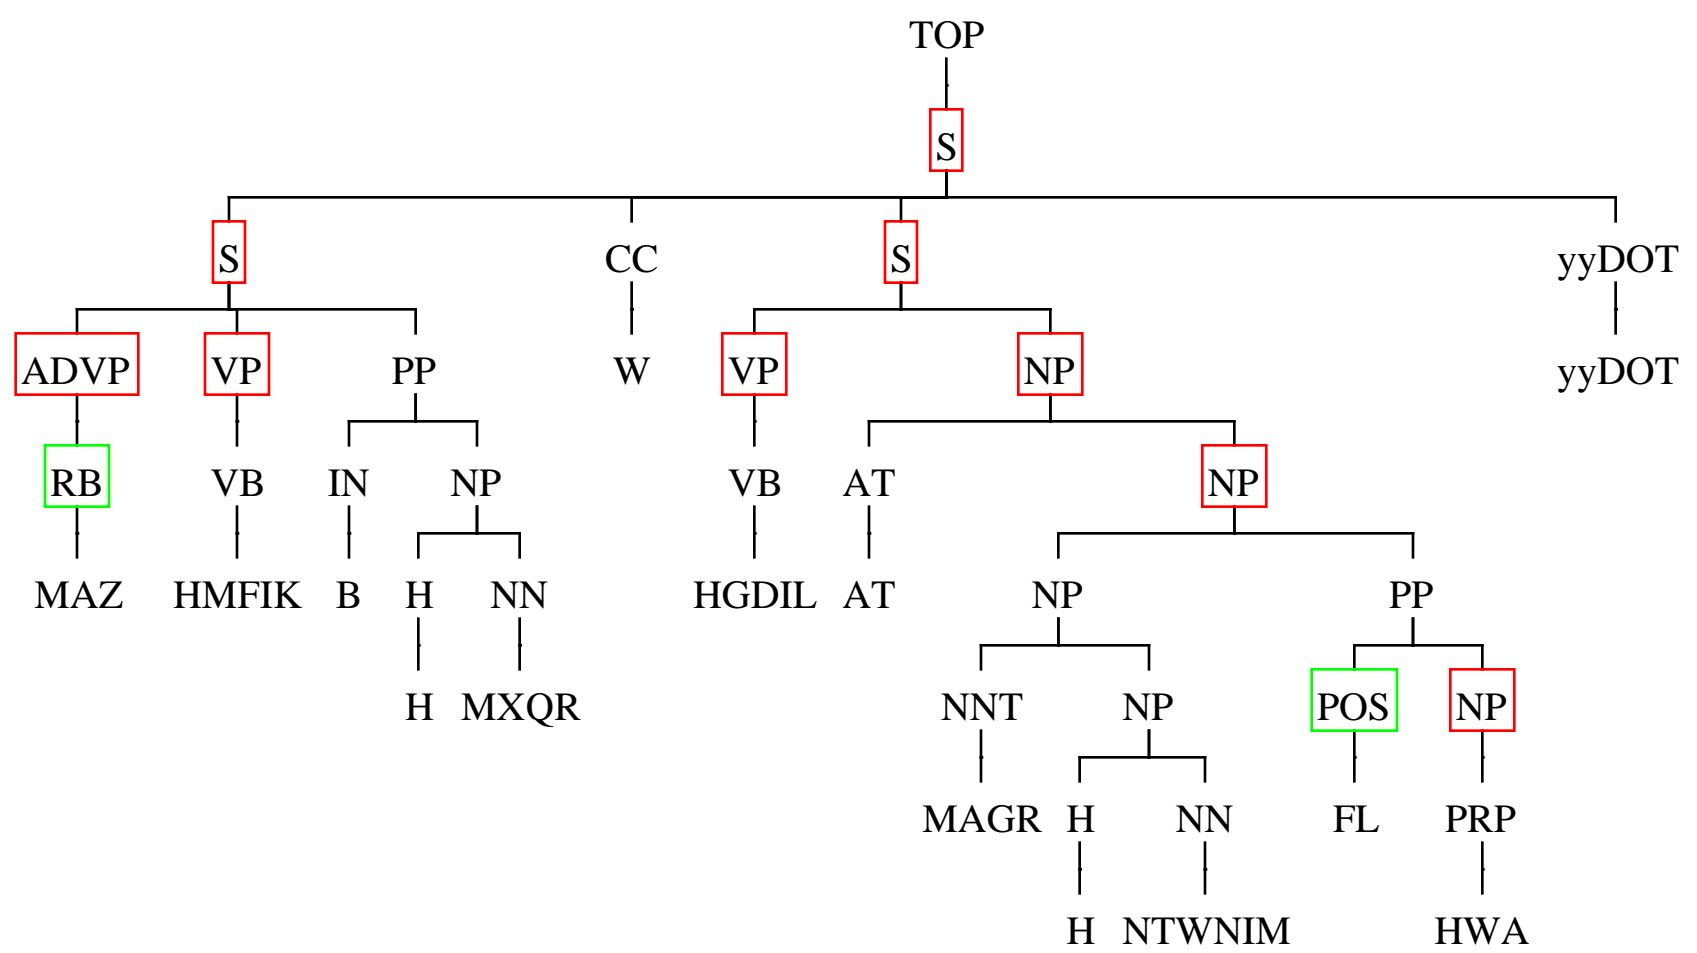 TOP
S
S CC S yyDOT
ADVP VP PP W VP NP yyDOT
RB VB IN NP VB AT NP
MAZ HMFIK B H NN HGDIL AT NP PP
H MXQR NNT NP POS NP
MAGR H NN FL PRP
H NTWNIM HWA